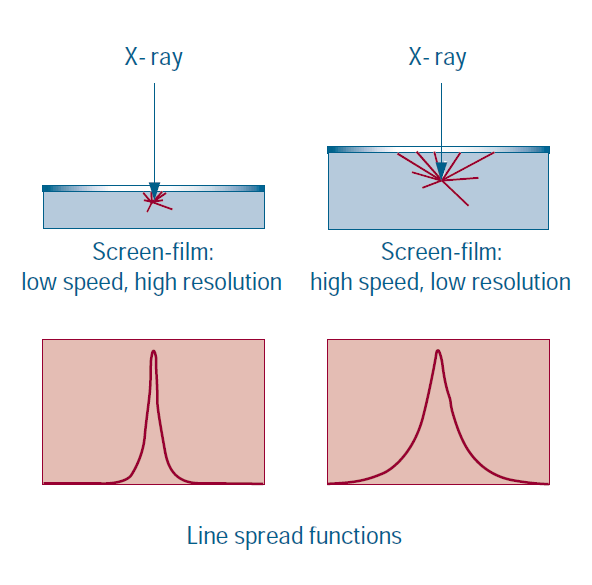 X- ray
X- ray
Screen-film:
low speed, high resolution
Screen-film:
high speed, low resolution
Line spread functions